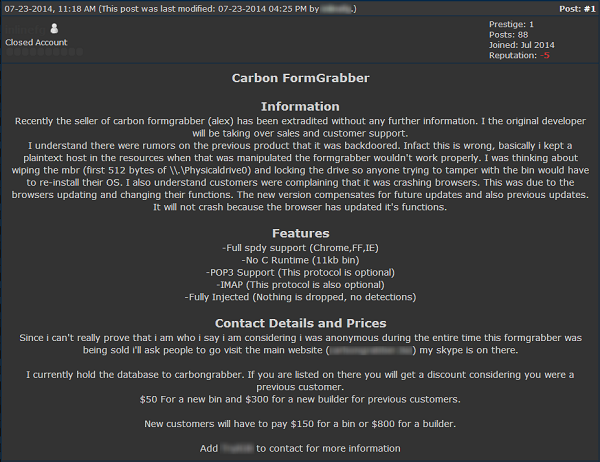 07-23-2014, 11:18 AM (This post was last modified: 07-23-2014 04:25 PM by .)
Post: #1
Closed Account
Prestige: 1
Posts: 88
Joined: Jul 2014
Reputation: -5
Carbon FormGrabber
Information
Recently the seller of carbon formgrabber (alex) has been extradited without any further information. I the original developer
will be taking over sales and customer support.
I understand there were rumors on the previous product that it was backdoored. Infact this is wrong, basically i kept a
plaintext host in the resources when that was manipulated the formgrabber wouldn't work properly. I was thinking about
wiping the mbr (first 512 bytes of \\.\Physicaldrive0) and locking the drive so anyone trying to tamper with the bin would have
to re-install their OS. I also understand customers were complaining that it was crashing browsers. This was due to the
browsers updating and changing their functions. The new version compensates for future updates and also previous updates.
It will not crash because the browser has updated it's functions.
Features
-Full spdy support (Chrome,FF,IE)
-No C Runtime (11kb bin)
-POP3 Support (This protocol is optional)
-IMAP (This protocol is also optional)
-Fully Injected (Nothing is dropped, no detections)
Contact Details and Prices
Since i can't really prove that i am who i say i am considering i was anonymous during the entire time this formgrabber was
being sold i'll ask people to go visit the main website () my skype is on there.
I currently hold the database to carbongrabber. If you are listed on there you will get a discount considering you were a
previous customer.
$50 For a new bin and $300 for a new builder for previous customers.
New customers will have to pay $150 for a bin or $800 for a builder.
Add to contact for more information